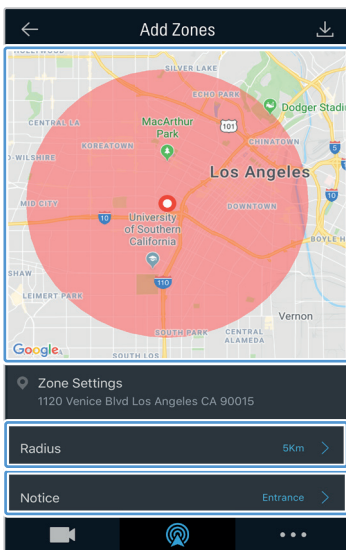 Add Zones
SILVER LAKE
ECHO PARK
Dodger Stadi
CENTRAL LA
MacArthur
Park
101
KOREATOWN
CHINATOWN
5
O-WILSHIRE
Los Angeles
10
MID-CITY
DOWNTOWN
10
University
of Southern
California
BOYLE H
SHAW
110
LEIMERT PARK
Vernon
SOUTH PARK
CENTRAL
ALAMEDA
Google
SOUTH LOS
Zone Settings
1120 Venice Blvd Los Angeles CA 90015
Radius 5Km
Notice Entrance